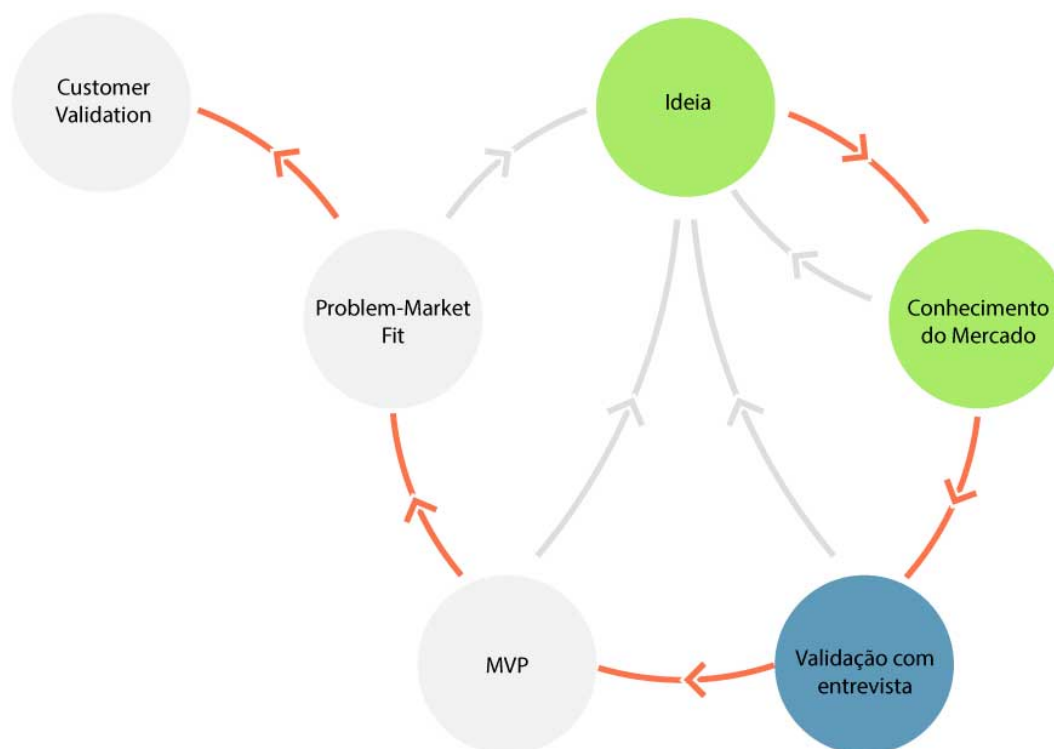 Customer
Validation
Ideia
Problem-Market
Fit
Conhecimento
do Mercado
MVP
Validação com
entrevista